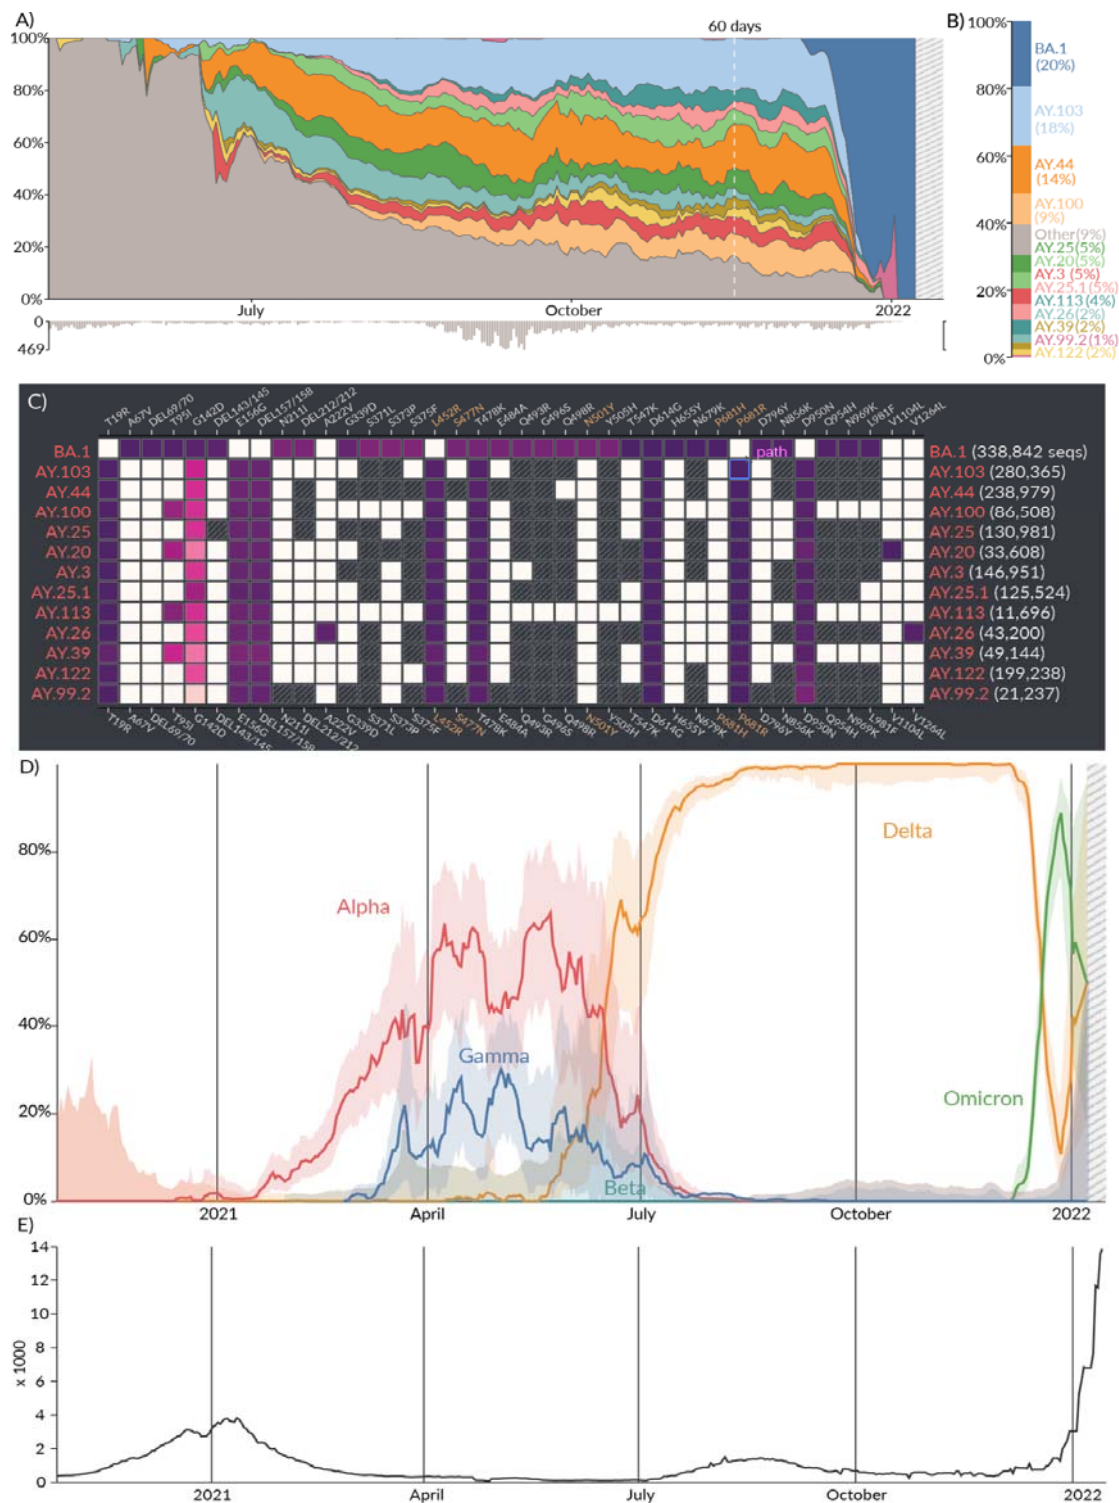 A)
60 days
B)
100%
80%
60%
40%
20%
0%
July
October
2022
0
469
100%
80%
60%
40%
20%
0%
BA.1
(20%)
AY.103
(18%)
AY.44
(14%)
AY.100
(9%)
Other(9%)
AY.25(5%)
AY.20(5%)
AY.3 (5%)
AY.25.1(5%)
AY.113(4%)
AY.26(2%)
AY.39(2%)
AY.99.2(1%)
AY.122(2%)
C)
T19R A67V DEL69/70 T95I G142D DEL143/145 E156G DEL157/158 N211I DEL212/212 A222V G339D S371L S373P S375F L452R S477N T478K E484A Q493R G496S Q498R N501Y Y505H T547K D614G H655Y N679K P681H P681R D796Y N856K D950N Q954H N969K L981F V1104L V1264L
BA.1 path BA.1 (338,842 seqs)
AY.103 AY.103 (280,365)
AY.44 AY.44 (238,979)
AY.100 AY.100 (86,508)
AY.25 AY.25 (130,981)
AY.20 AY.20 (33,608)
AY.3 AY.3 (146,951)
AY.25.1 AY.25.1 (125,524)
AY.113 AY.113 (11,696)
AY.26 AY.26 (43,200)
AY.39 AY.39 (49,144)
AY.122 AY.122 (199,238)
AY.99.2 AY.99.2 (21,237)
T19R A67V DEL69/70 T95I G142D DEL143/145 E156G DEL157/158 N211I DEL212/212 A222V G339D S371L S373P S375F L452R S477N T478K E484A Q493R G496S Q498R N501Y Y505H T547K D614G H655Y N679K P681H P681R D796Y N856K D950N Q954H N969K L981F V1104L V1264L
D)
80%
60%
40%
20%
0%
Alpha
Gamma
Beta
Delta
Omicron
2021
April
July
October
2022
E)
x 1000
14
12
10
8
6
4
2
0
2021
April
July
October
2022